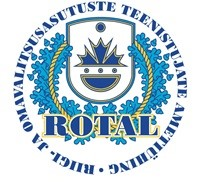 RIIGI- JA OMAVALITSUSASUTUSTE TEENISTUJATE AMETIÜHING •
ROTAL